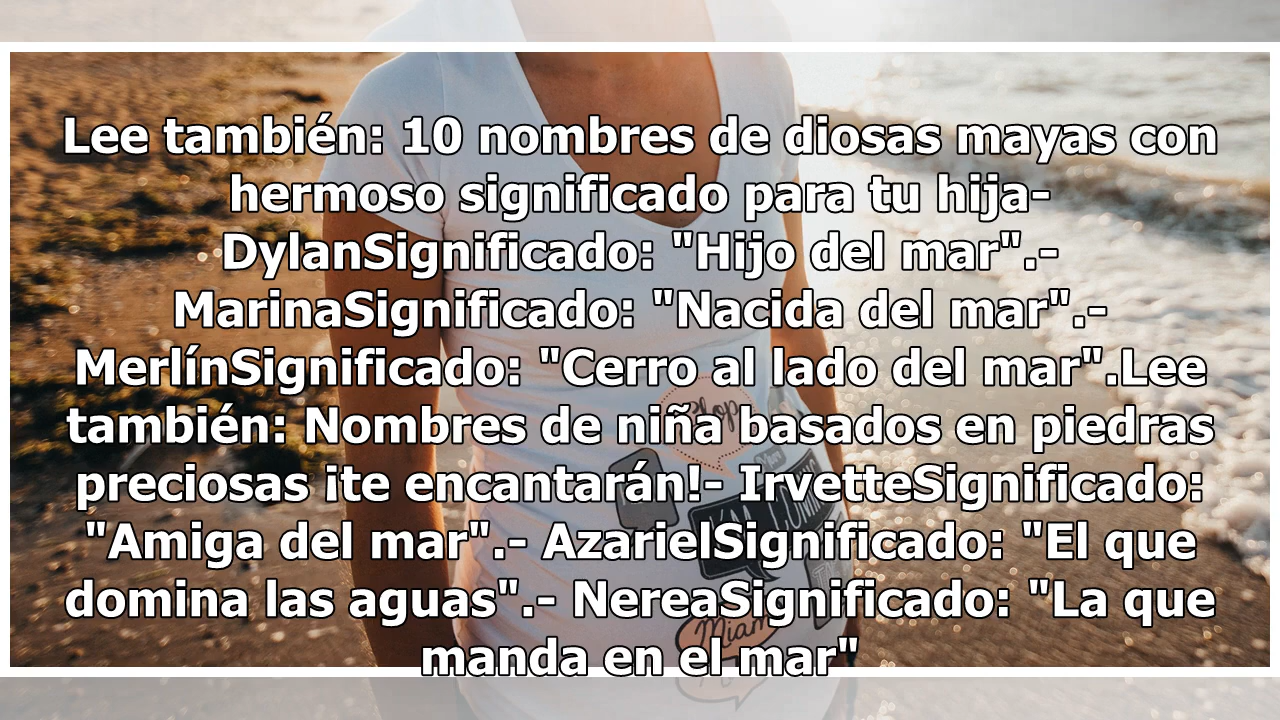 Lee también: 10 nombres de diosas mayas con
hermoso significado para tu hija-
DylanSignificado: "Hijo del mar".-
MarinaSignificado: "Nacida del mar".-
MerlínSignificado: "Cerro al lado del mar".Lee
también: Nombres de niña basados en piedras
preciosas ¡te encantarán!- IrvetteSignificado:
"Amiga del mar".- AzarielSignificado: "El que
domina las aguas".- NereaSignificado: "La que
manda en el mar"
Miami